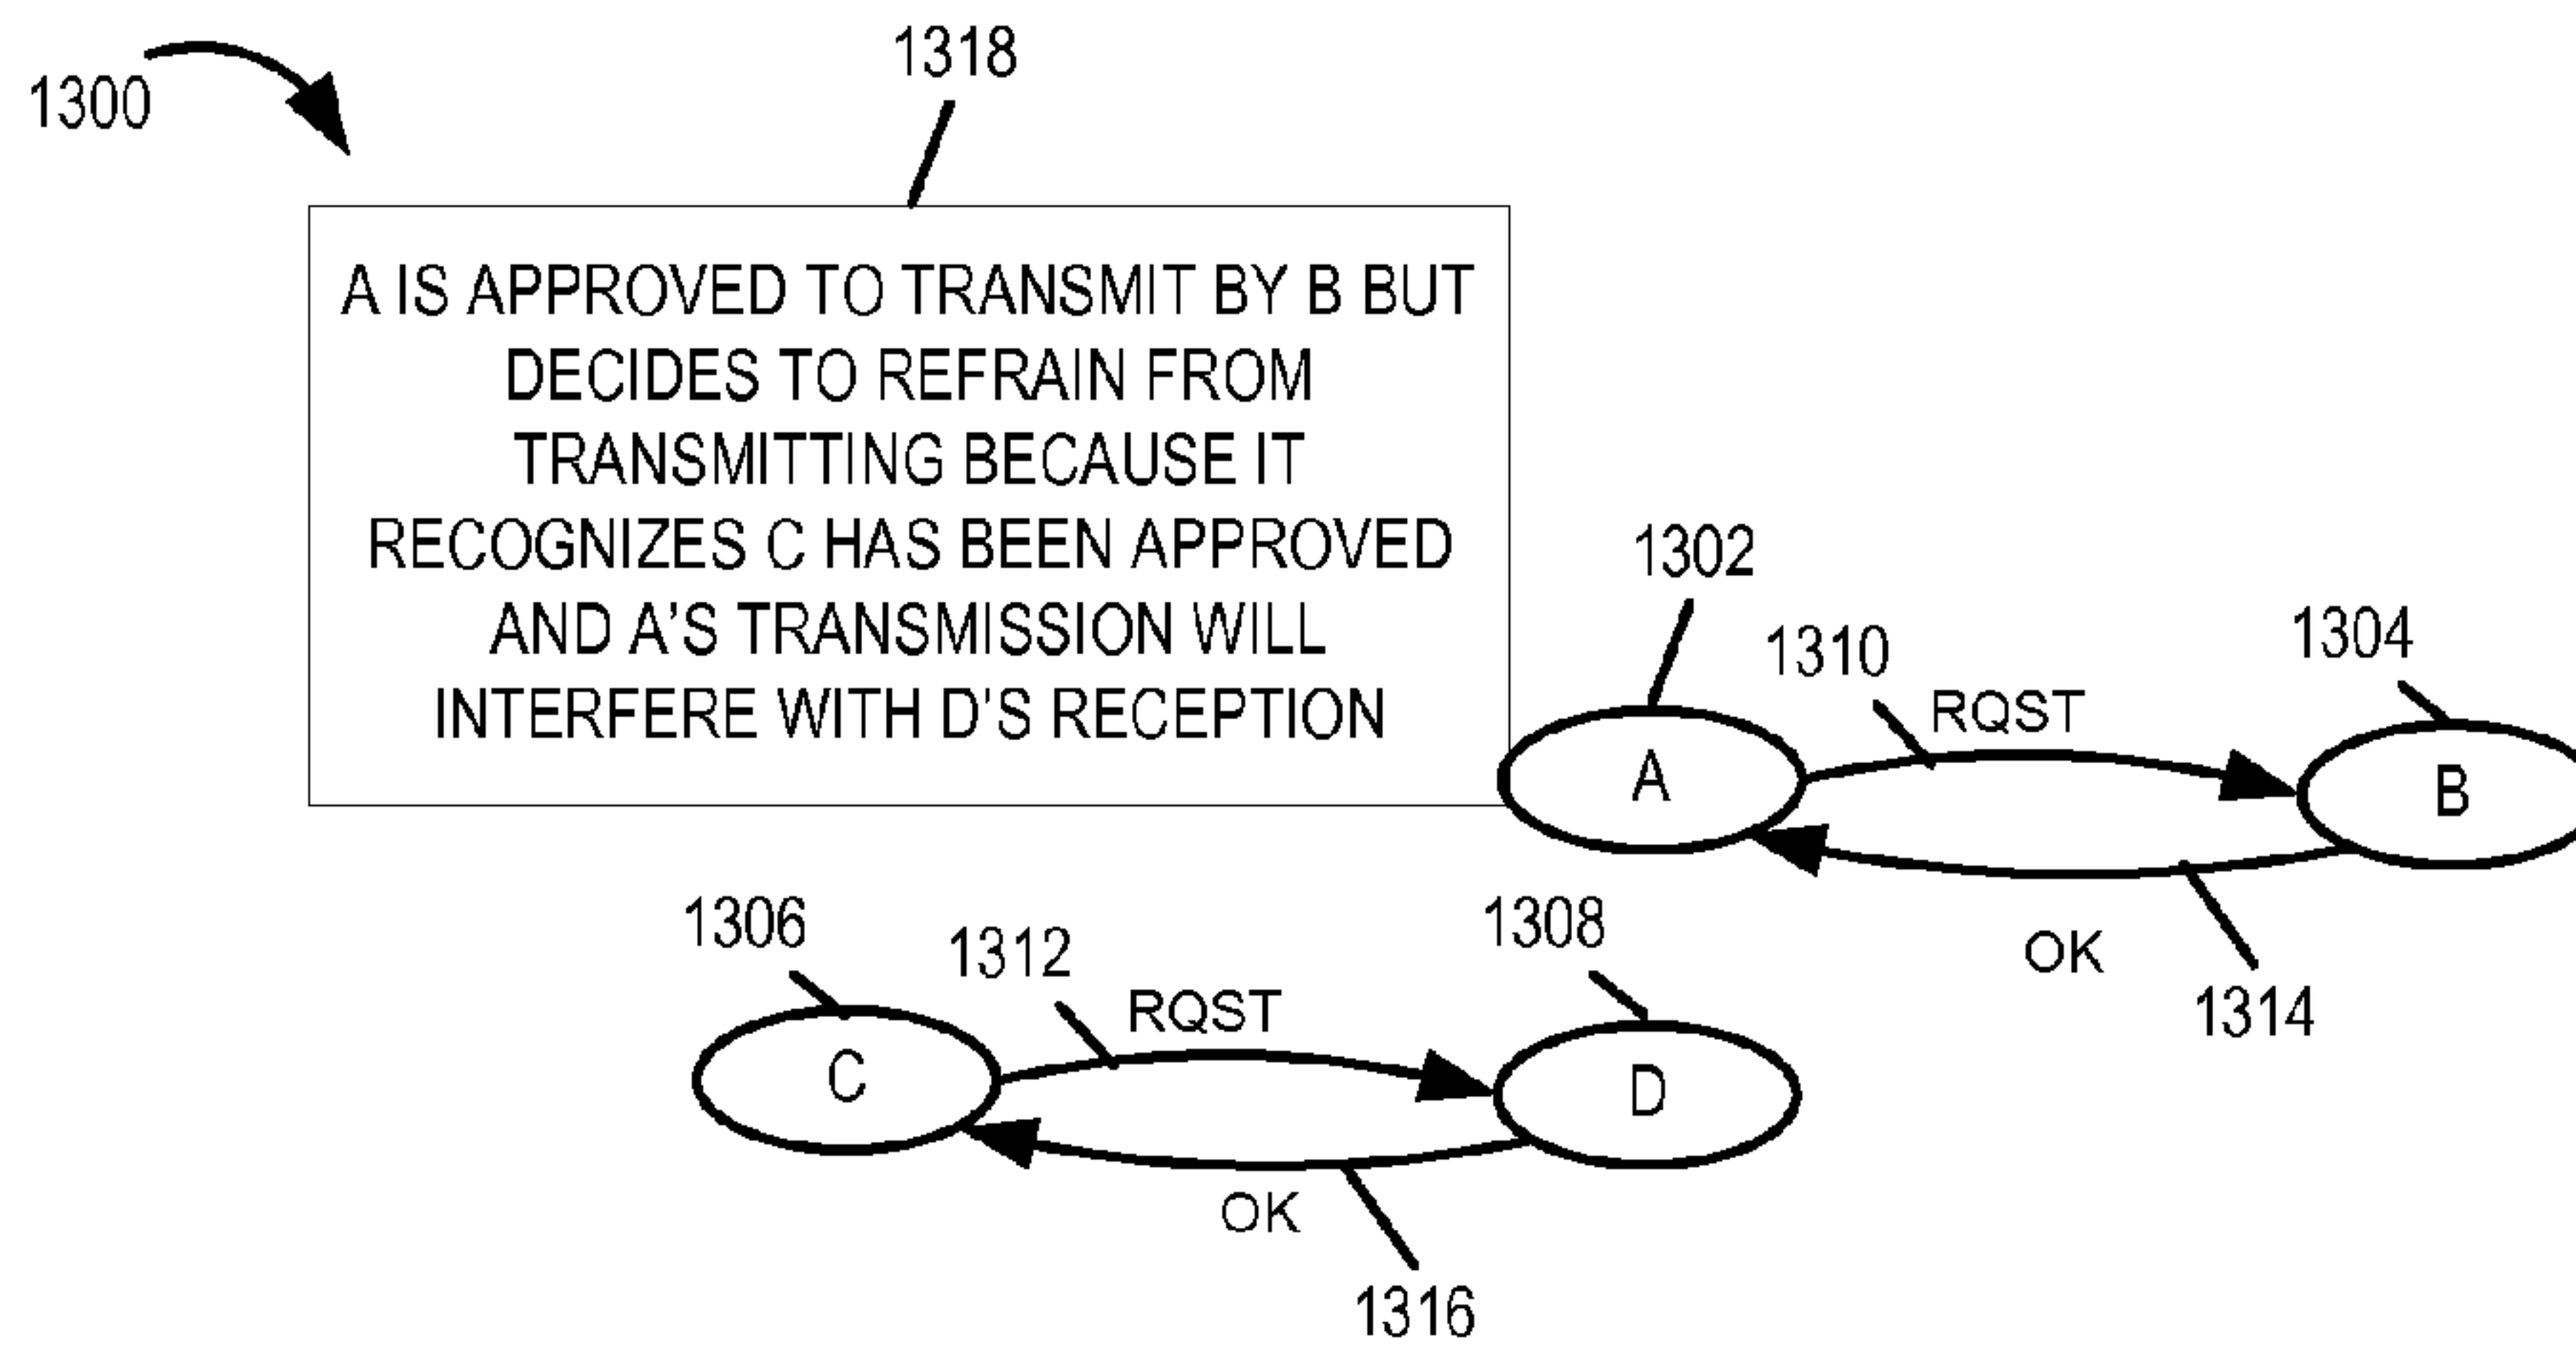 1318
1300
A IS APPROVED TO TRANSMIT BY B BUT
DECIDES TO REFRAIN FROM
TRANSMITTING BECAUSE IT
RECOGNIZES C HAS BEEN APPROVED
AND A'S TRANSMISSION WILL
INTERFERE WITH D'S RECEPTION
1302
1310
1304
RQST
A
B
1306
1312
1308
OK
RQST
1314
C
D
OK
1316